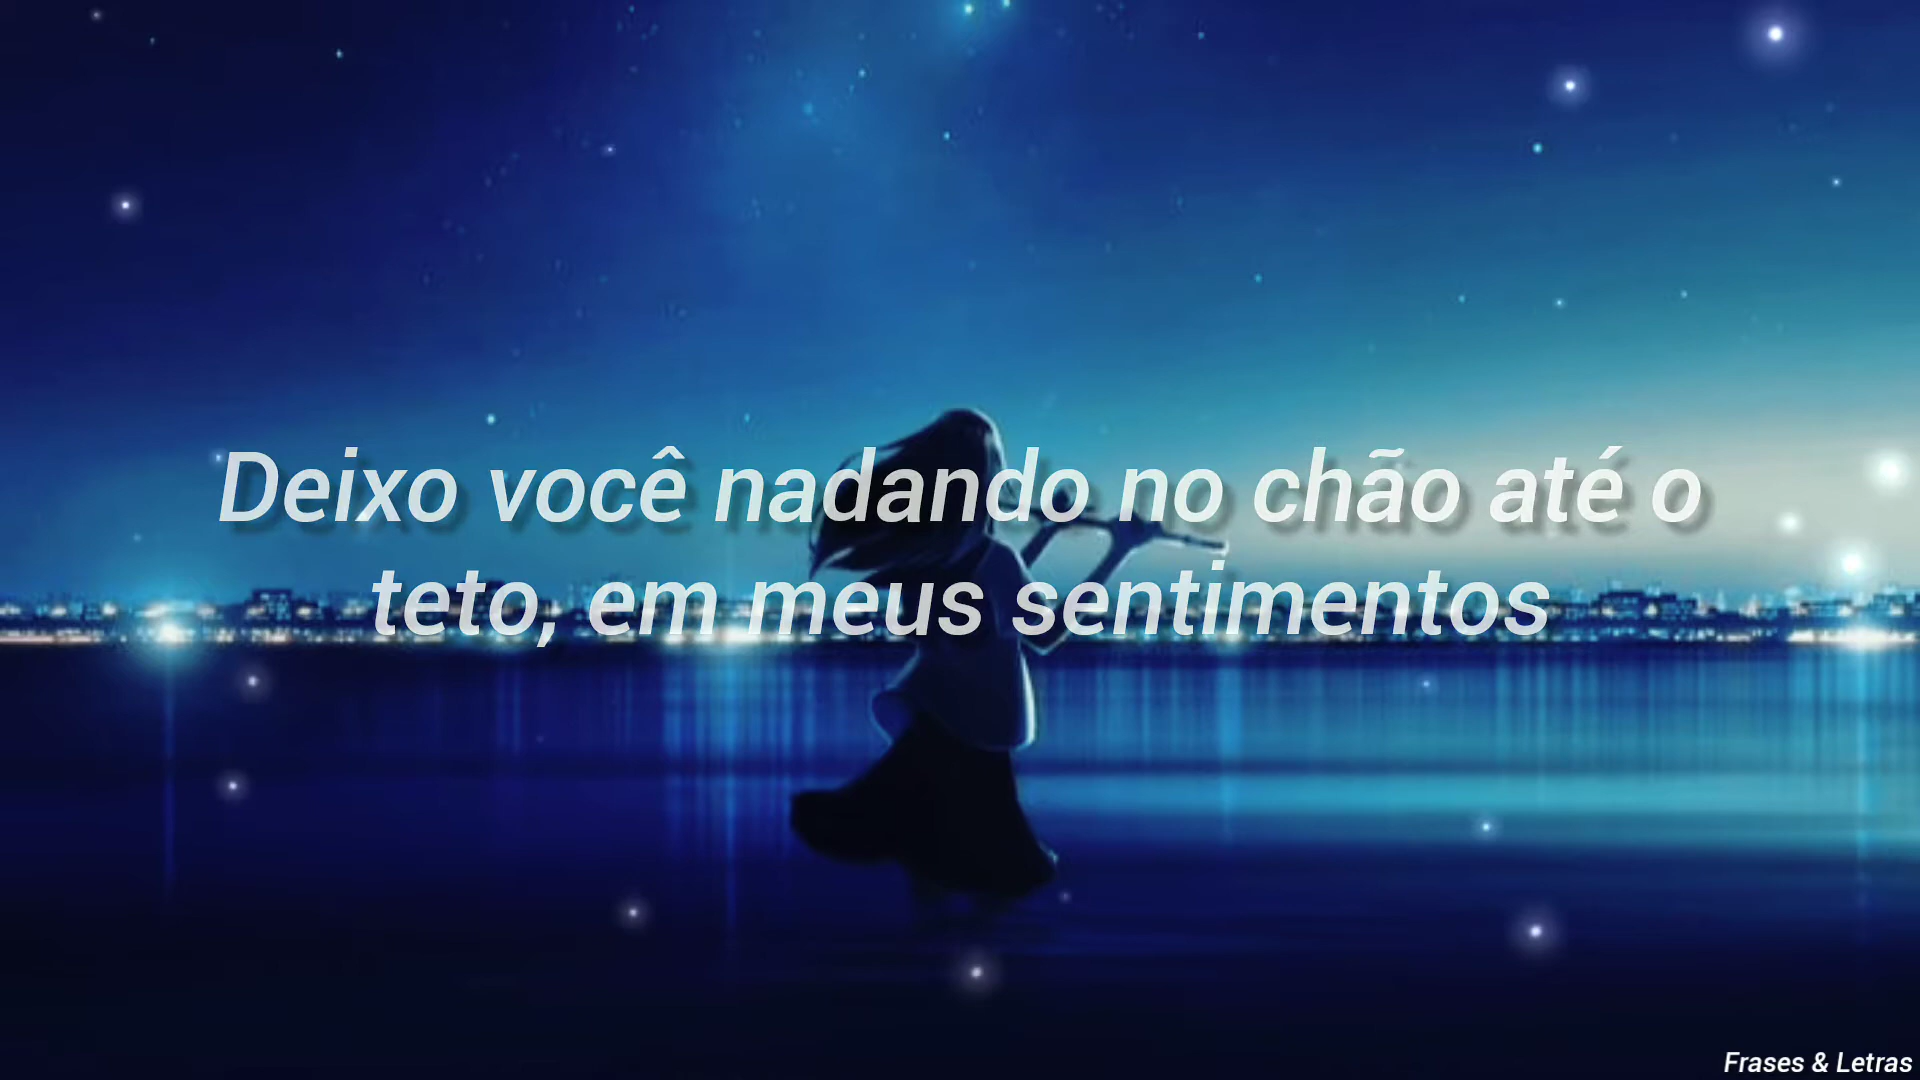 Deixo você nadando no chão até o
teto, em meus sentimentos
Frases & Letras